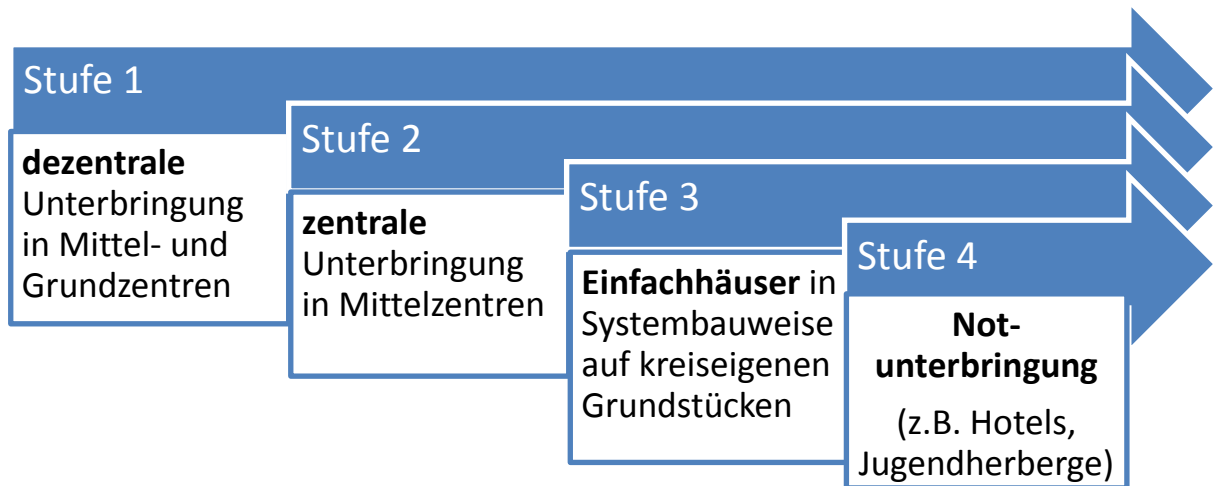 Stufe 1
dezentrale
Unterbringung
in Mittel- und
Grundzentren
Stufe 2
zentrale
Unterbringung
in Mittelzentren
Stufe 3
Einfachhäuser in
Systembauweise
auf kreiseigenen
Grundstücken
Stufe 4
Not-
unterbringung
(z.B. Hotels,
Jugendherberge)